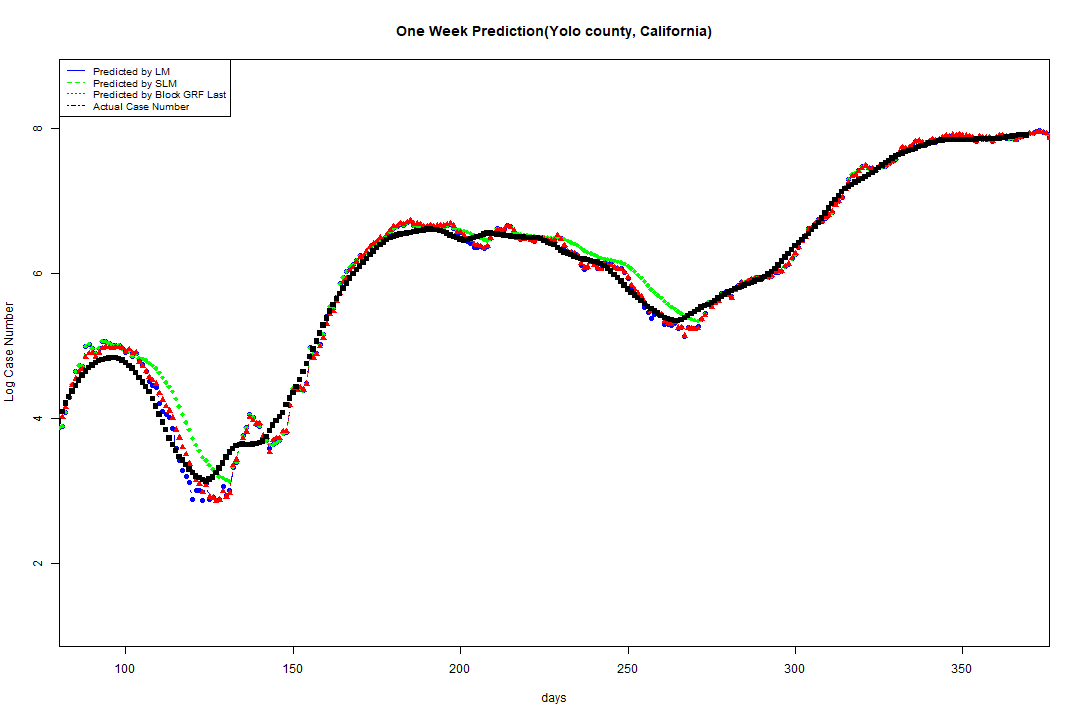 One Week Prediction(Yolo county, California)
Predicted by LM
Predicted by SLM
Predicted by Block GRF Last
Actual Case Number
8
6
4
2
Log Case Number
100 150 200 250 300 350
days